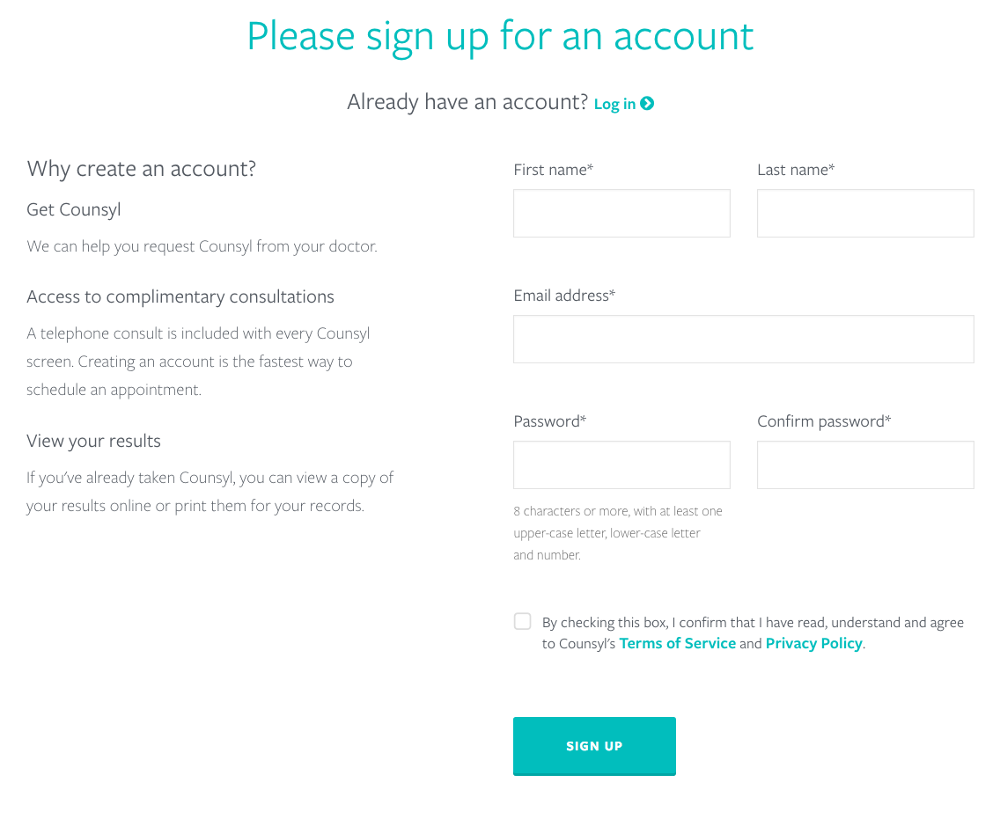 Please sign up for an account
Already have an account? Log in
Why create an account?
Get Counsyl
We can help you request Counsyl from your doctor.
Access to complimentary consultations
A telephone consult is included with every Counsyl
screen. Creating an account is the fastest way to
schedule an appointment.
View your results
If you’ve already taken Counsyl, you can view a copy of
your results online or print them for your records.
First name* Last name*
Email address*
Password* Confirm password*
8 characters or more, with at least one
upper-case letter, lower-case letter
and number.
By checking this box, I confirm that I have read, understand and agree
to Counsyl’s Terms of Service and Privacy Policy.
SIGN UP